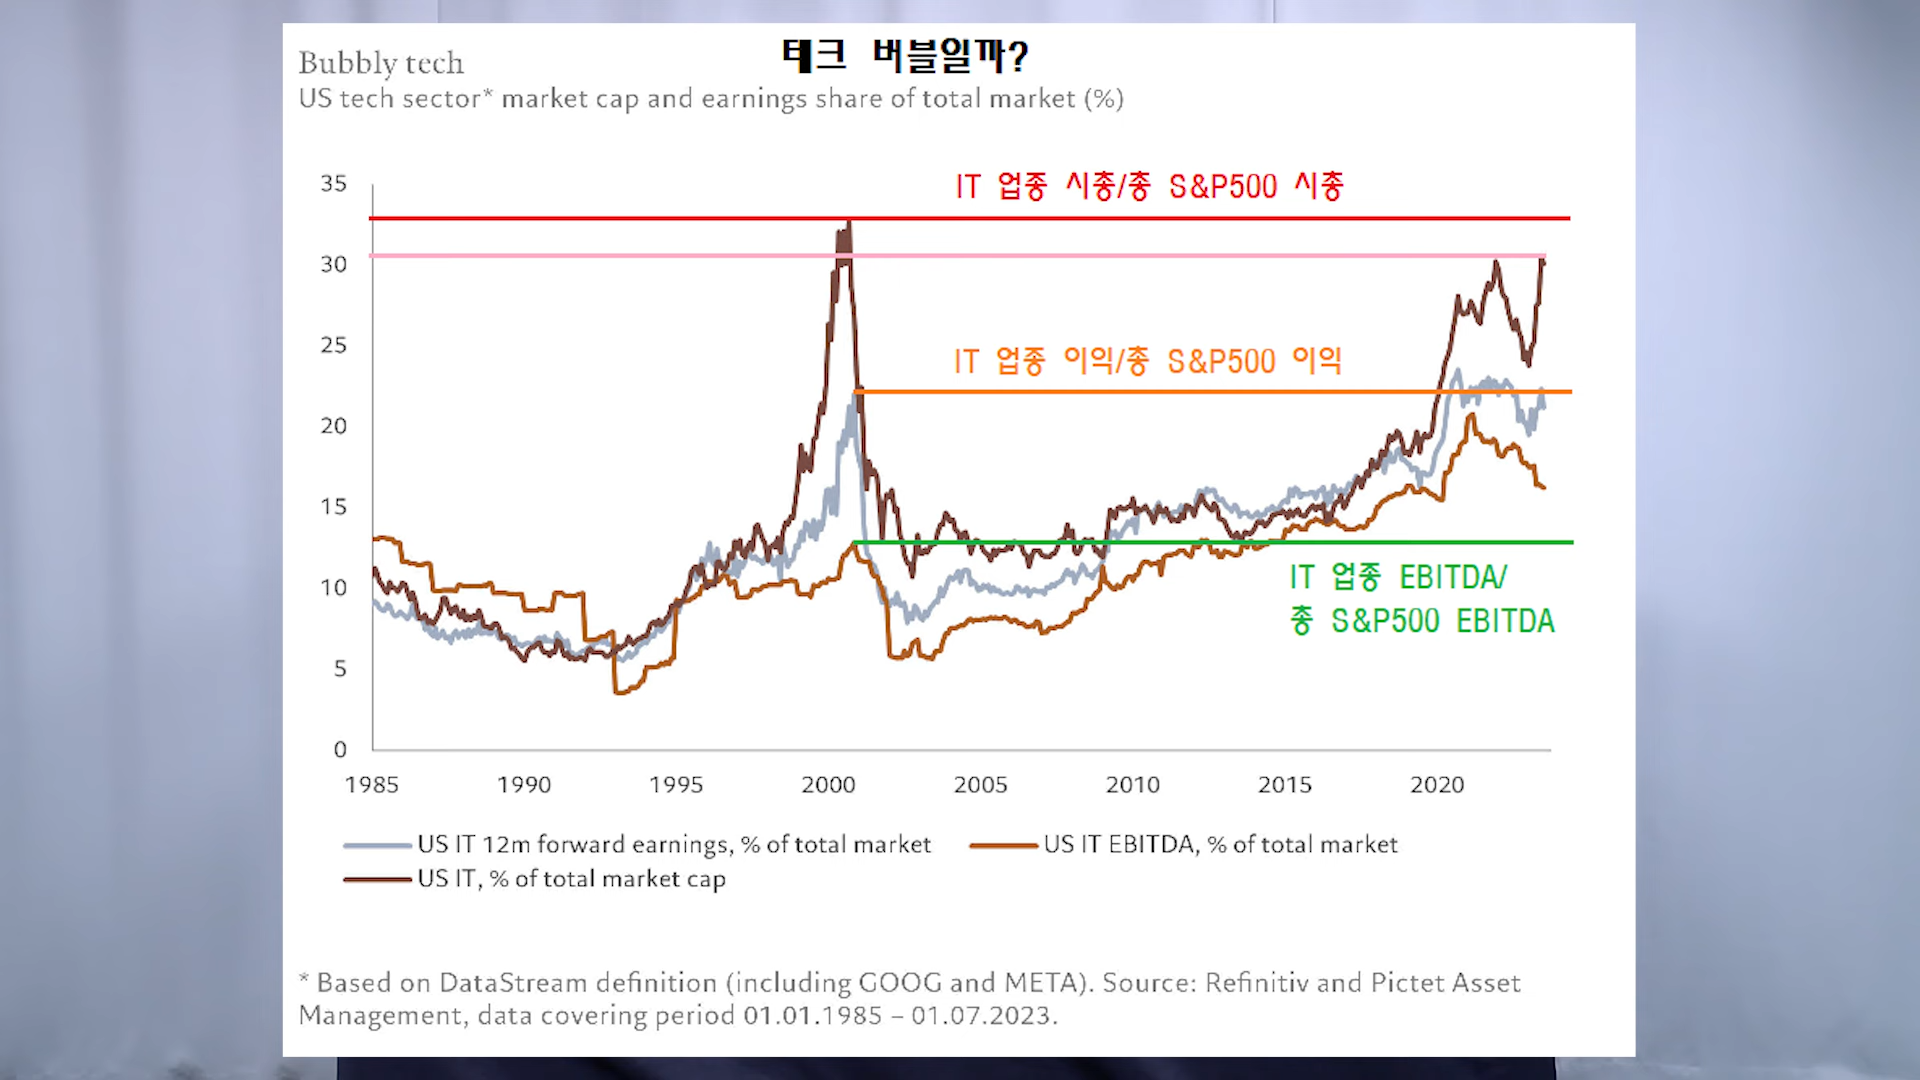 테크 버블일까?
Bubbly tech
US tech sector* market cap and earnings share of total market (%)
35
30
25
20
15
10
5
0
IT 업종 시총/총 S&P500 시총
IT 업종 이익/총 S&P500 이익
IT 업종 EBITDA/
총 S&P500 EBITDA
1985 1990 1995 2000 2005 2010 2015 2020
US IT 12m forward earnings, % of total market
US IT EBITDA, % of total market
US IT, % of total market cap
* Based on DataStream definition (including GOOG and META). Source: Refinitiv and Pictet Asset
Management, data covering period 01.01.1985 – 01.07.2023.